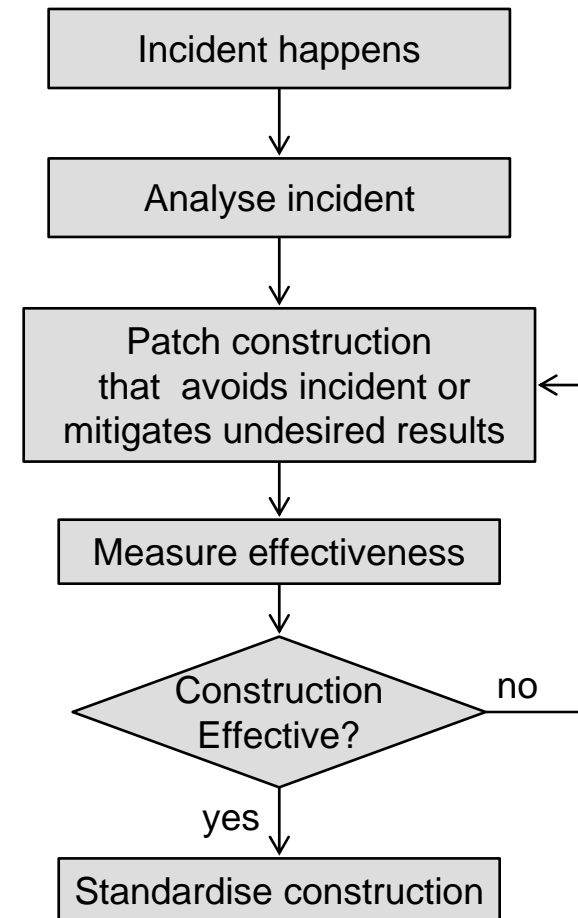 Incident happens
Analyse incident
Patch construction
that avoids incident or
mitigates undesired results
Measure effectiveness
Construction
Effective?
no
yes
Standardise construction